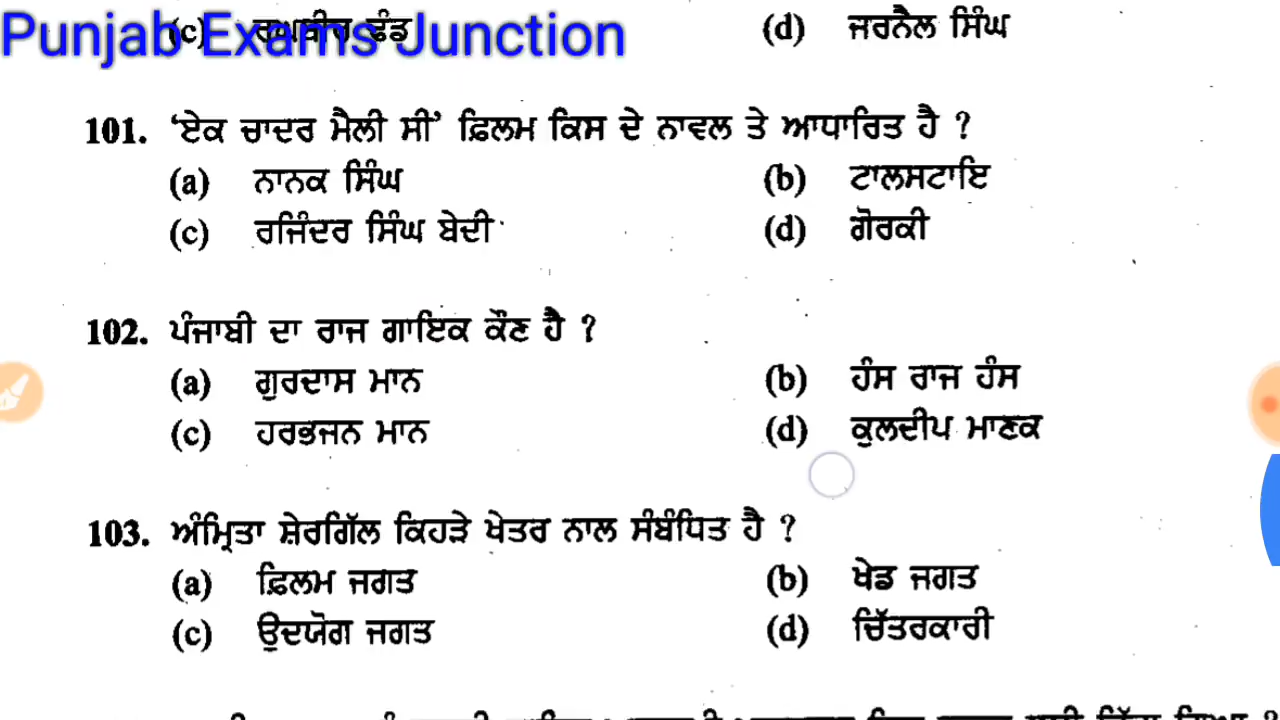 Punjab Exams Junction
(c) (d) ਜਰਨੈਲ ਸਿੰਘ
101. ‘ਏਕ ਚਾਦਰ ਮੈਲੀ ਸੀ’ ਫ਼ਿਲਮ ਕਿਸ ਦੇ ਨਾਵਲ ਤੇ ਆਧਾਰਿਤ ਹੈ ?
(a) ਨਾਨਕ ਸਿੰਘ (b) ਟਾਲਸਟਾਇ
(c) ਰਜਿੰਦਰ ਸਿੰਘ ਬੇਦੀ (d) ਗੋਰਕੀ
102. ਪੰਜਾਬੀ ਦਾ ਰਾਜ ਗਾਇਕ ਕੌਣ ਹੈ ?
(a) ਗੁਰਦਾਸ ਮਾਨ (b) ਹੰਸ ਰਾਜ ਹੰਸ
(c) ਹਰਭਜਨ ਮਾਨ (d) ਕੁਲਦੀਪ ਮਾਣਕ
103. ਅੰਮ੍ਰਿਤਾ ਸ਼ੇਰਗਿੱਲ ਕਿਹੜੇ ਖੇਤਰ ਨਾਲ ਸੰਬੰਧਿਤ ਹੈ ?
(a) ਫ਼ਿਲਮ ਜਗਤ (b) ਖੇਡ ਜਗਤ
(c) ਉਦਯੋਗ ਜਗਤ (d) ਚਿੱਤਰਕਾਰੀ